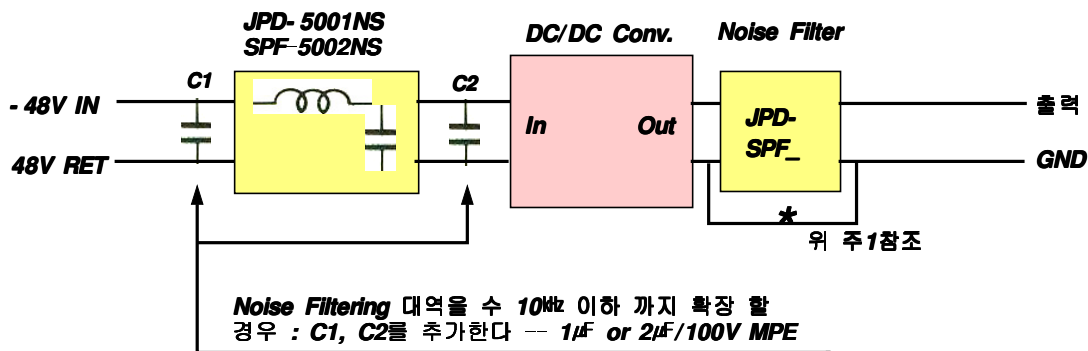 JPD-5001NS
SPF-5002NS
DC/DC Conv.
Noise Filter
C1
C2
- 48V IN
48V RET
In
Out
JPD-
SPF_
출력
GND
*
위 주1참조
Noise Filtering 대역을 수 10㎑ 이하 까지 확장 할
경우 : C1, C2를 추가한다 -- 1㎌ or 2㎌/100V MPE